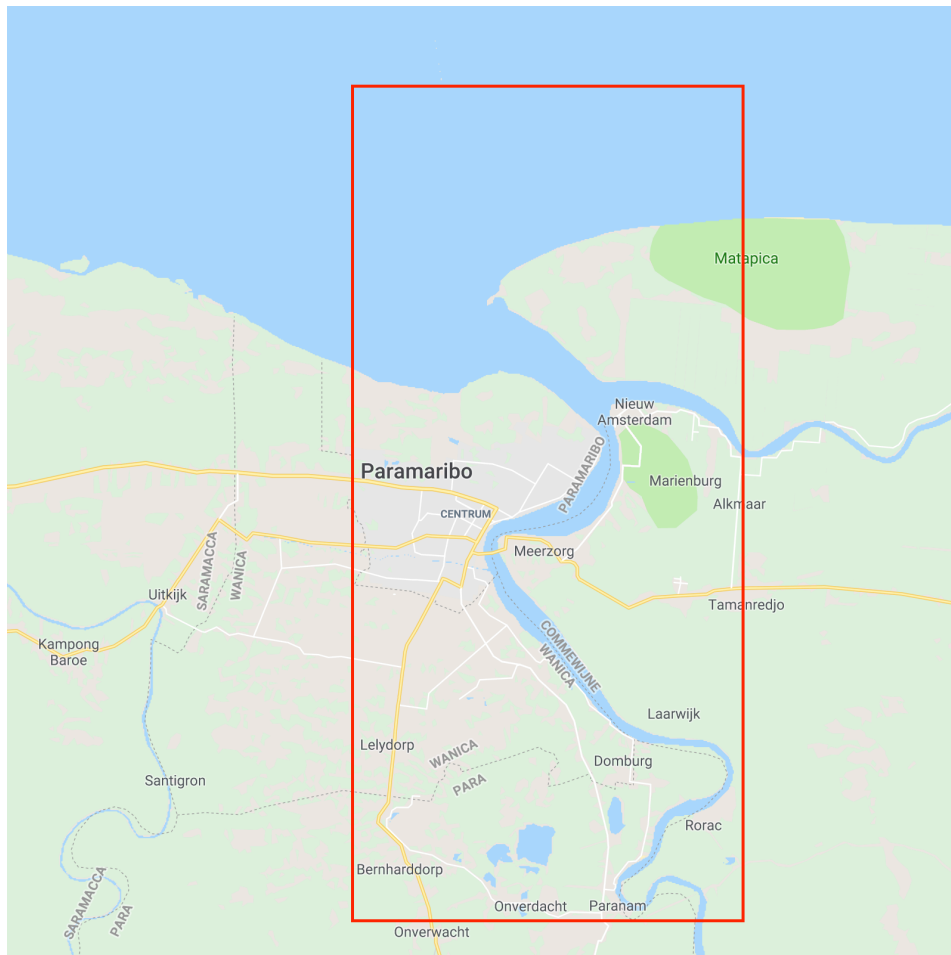 Matapica
Nieuw
Amsterdam
PARAMARIBO
Paramaribo
Marienburg
Alkmaar
CENTRUM
Meerzorg
SARAMACCA
WANICA
Uitkijk
Tamanredjo
Kampong
Baroe
COMMEWIJNE
WANICA
Laarwijk
Lelydorp
WANICA
Domburg
PARA
Santigron
Rorac
Bernharddorp
SARAMACCA
PARA
Onverdacht
Paranam
Onverwacht